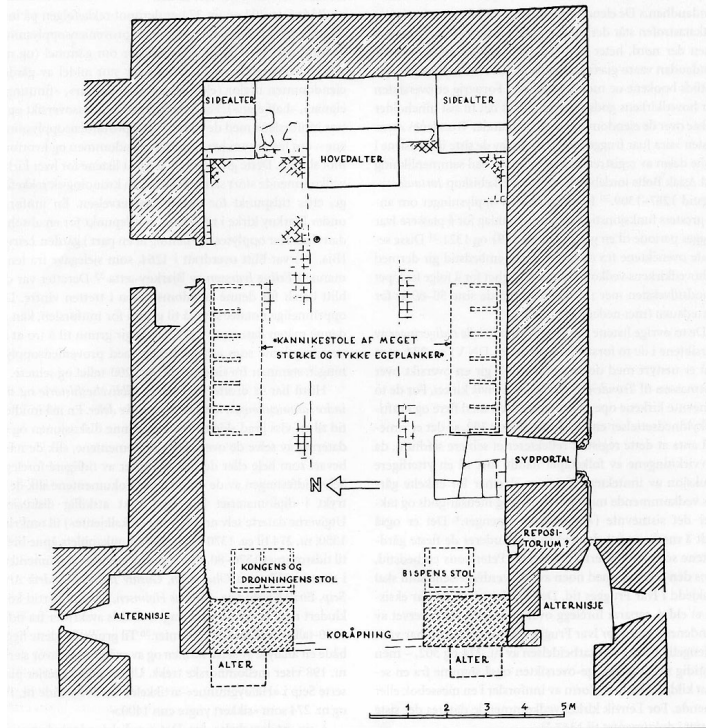 SIDEALTER
SIDEALTER
HOVEDALTER
«KANNIKESTOLE AF MEGET
STERKE OG TYKKE EGEPLANKER»
SYDPORTAL
N
REPOSI-
TORIUM?
KONGENS OG
DRONNINGENS STOL
BISPENS STOL
ALTERNISJE
ALTERNISJE
KORÅPNING
ALTER
ALTER
1 2 3 4 5 M